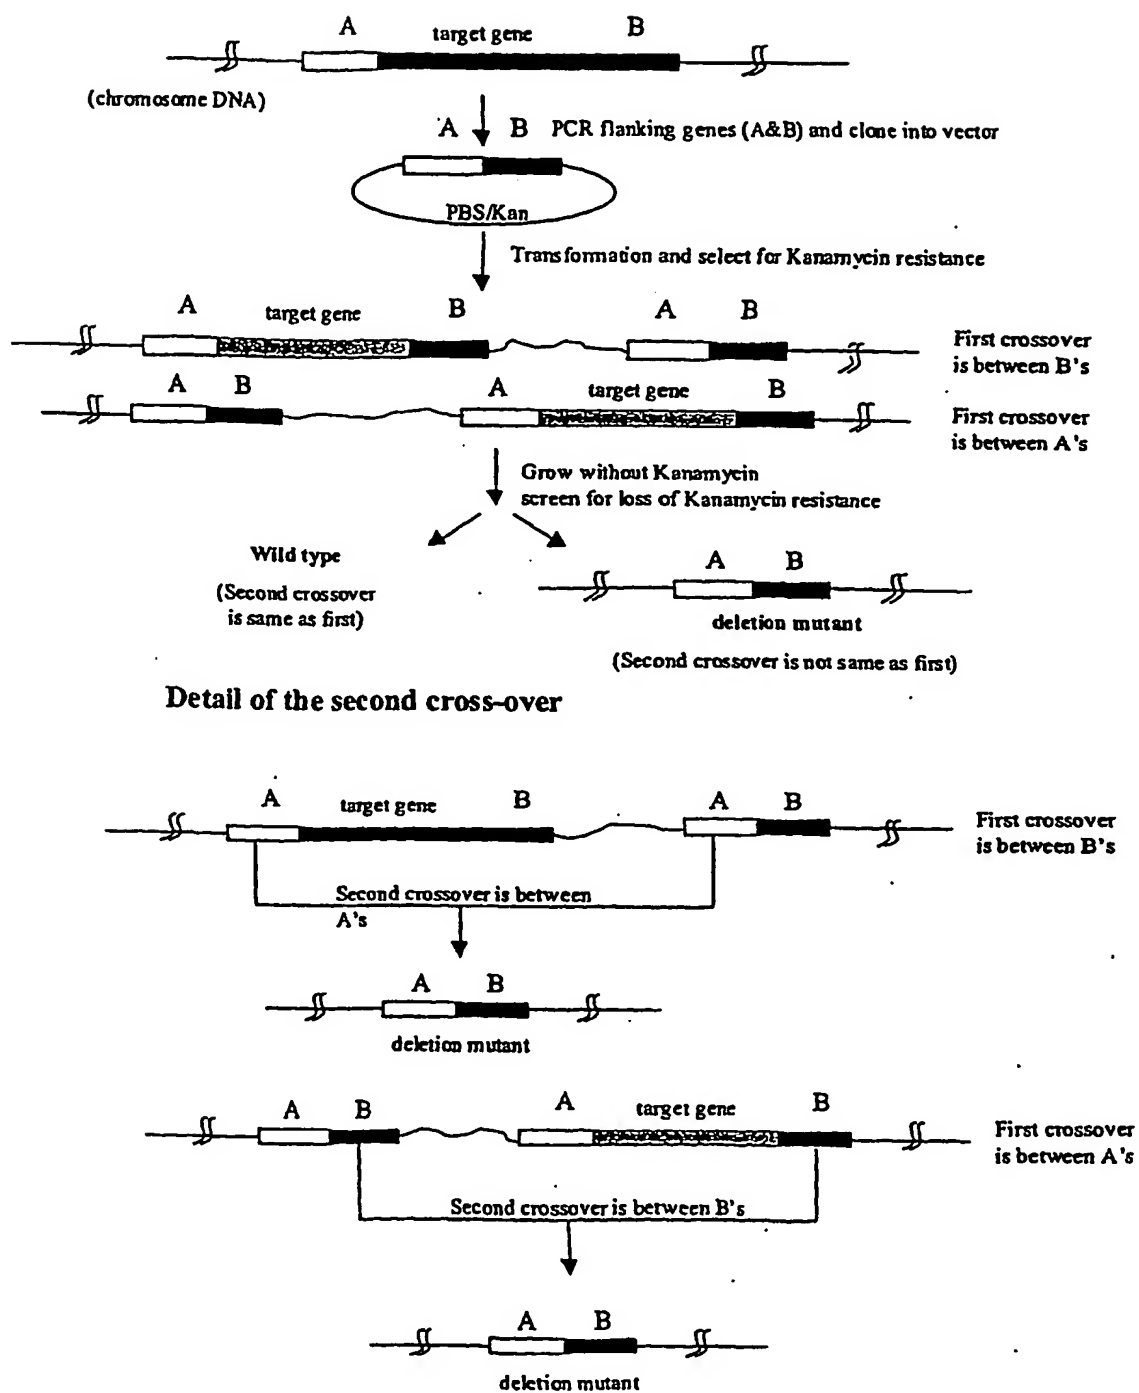 A target gene B
(chromosome DNA)
A B PCR flanking genes (A&B) and clone into vector
PBS/Kan
Transformation and select for Kanamycin resistance
A target gene B A B
First crossover
is between B's
A B A target gene B
First crossover
is between A's
Grow without Kanamycin
screen for loss of Kanamycin resistance
Wild type
(Second crossover
is same as first)
A B
deletion mutant
(Second crossover is not same as first)
Detail of the second cross-over
A target gene B A B
First crossover
is between B's
Second crossover is between
A's
A B
deletion mutant
A B A target gene B
First crossover
is between A's
Second crossover is between B's
A B
deletion mutant